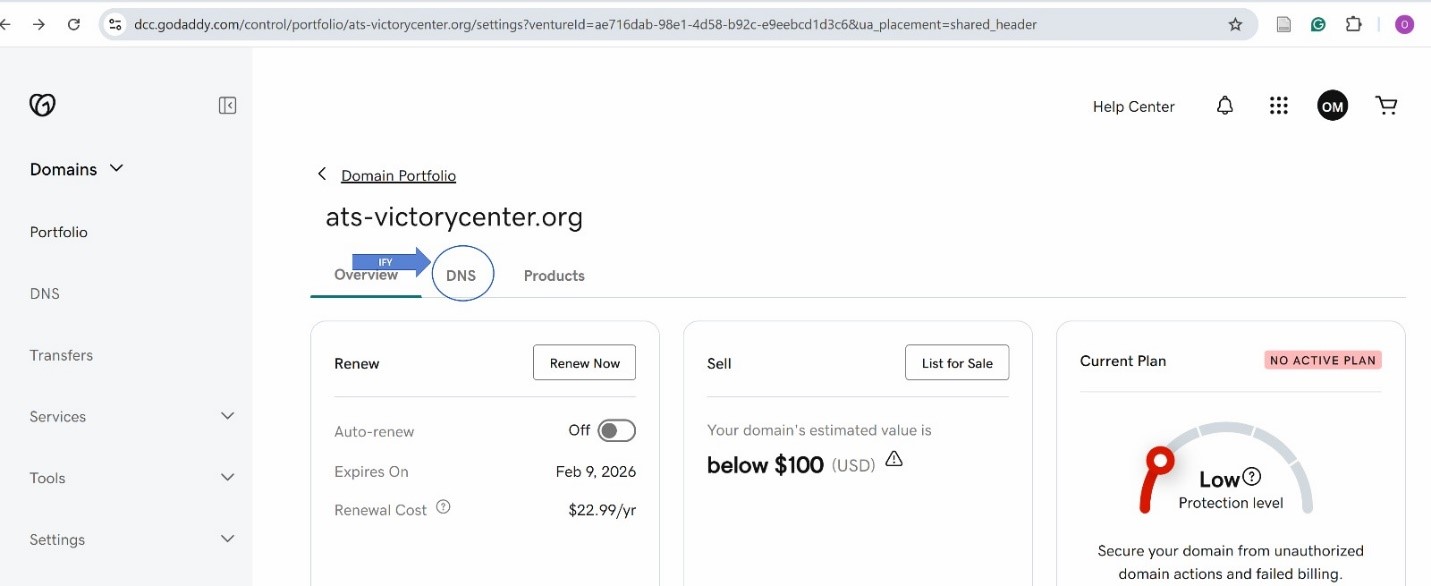 dcc.godaddy.com/control/portfolio/ats-victorycenter.org/settings?ventureId=ae716dab-98e1-4d58-b92c-e9eebcd1d3c6&ua_placement=shared_header
O
Help Center
OM
Domains
Portfolio
DNS
Transfers
Services
Tools
Settings
Domain Portfolio
ats-victorycenter.org
IFY
Overview DNS Products
Renew Renew Now
Auto-renew Off
Expires On Feb 9, 2026
Renewal Cost ? $22.99/yr
Sell List for Sale
Your domain's estimated value is
below $100 (USD)
Current Plan NO ACTIVE PLAN
Low ?
Protection level
Secure your domain from unauthorized
domain actions and failed billing.